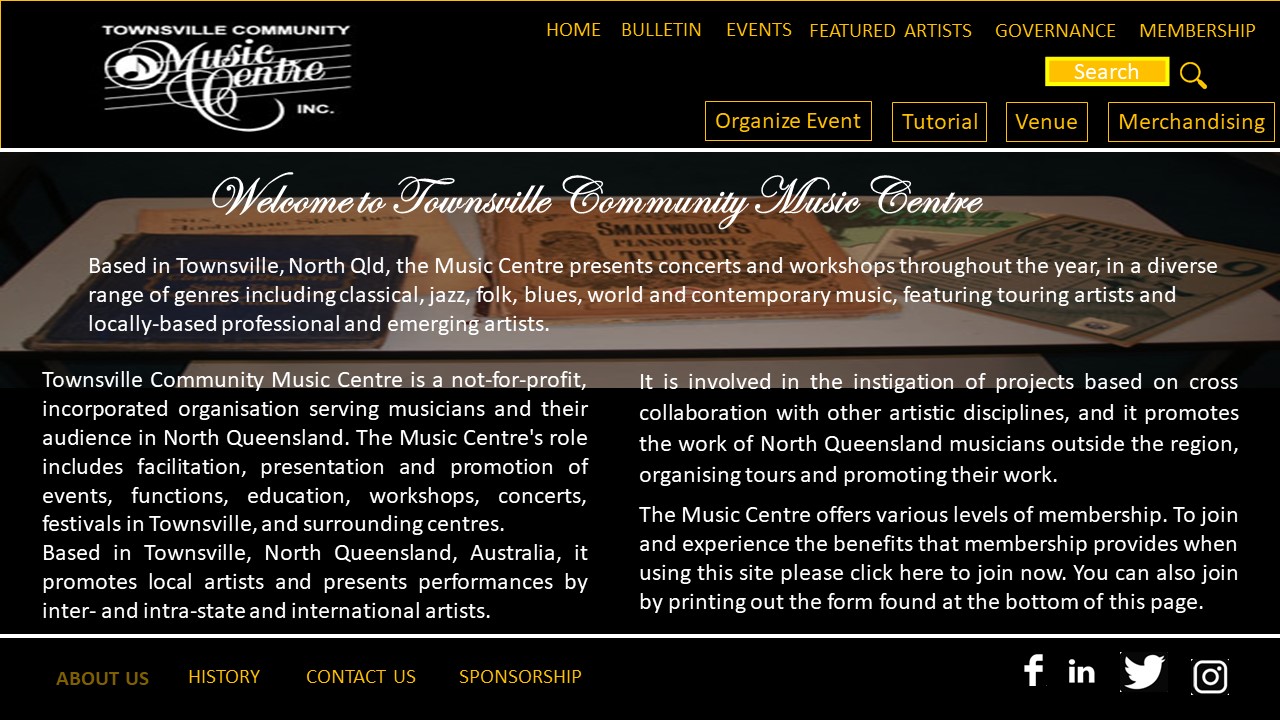 TOWNSVILLE COMMUNITY
Music
Centre
INC.
HOME BULLETIN EVENTS FEATURED ARTISTS GOVERNANCE MEMBERSHIP
Search
Organize Event Tutorial Venue Merchandising
Welcome to Townsville Community Music Centre
SMALLWOOD'S
PIANOFORTE
TUTOR
Based in Townsville, North Qld, the Music Centre presents concerts and workshops throughout the year, in a diverse
range of genres including classical, jazz, folk, blues, world and contemporary music, featuring touring artists and
locally-based professional and emerging artists.
Townsville Community Music Centre is a not-for-profit,
incorporated organisation serving musicians and their
audience in North Queensland. The Music Centre's role
includes facilitation, presentation and promotion of
events, functions, education, workshops, concerts,
festivals in Townsville, and surrounding centres.
Based in Townsville, North Queensland, Australia, it
promotes local artists and presents performances by
inter- and intra-state and international artists.
It is involved in the instigation of projects based on cross
collaboration with other artistic disciplines, and it promotes
the work of North Queensland musicians outside the region,
organising tours and promoting their work.
The Music Centre offers various levels of membership. To join
and experience the benefits that membership provides when
using this site please click here to join now. You can also join
by printing out the form found at the bottom of this page.
ABOUT US HISTORY CONTACT US SPONSORSHIP
f in